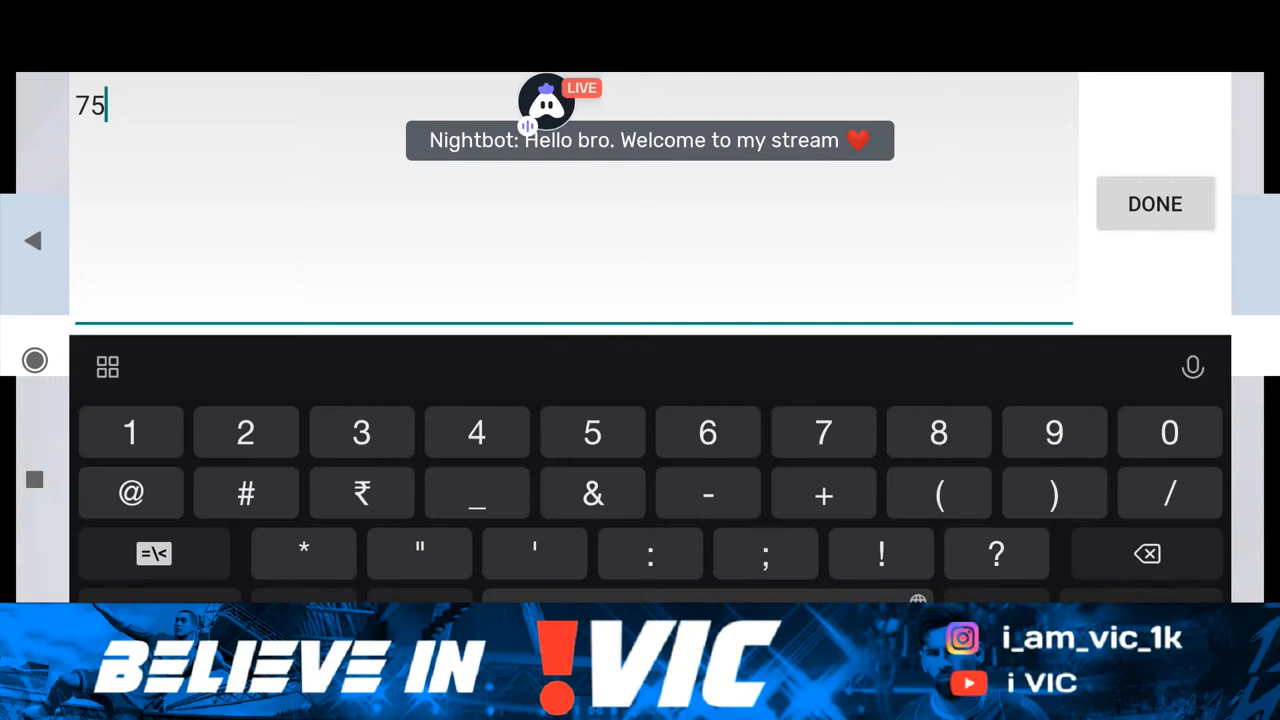 75
LIVE
Nightbot: Hello bro. Welcome to my stream ❤️
DONE
1 2 3 4 5 6 7 8 9 0
@ # ₹ _ & - + ( ) /
=\< * " ' : ; ! ?
BELIEVE IN !VIC
i_am_vic_1k
i VIC